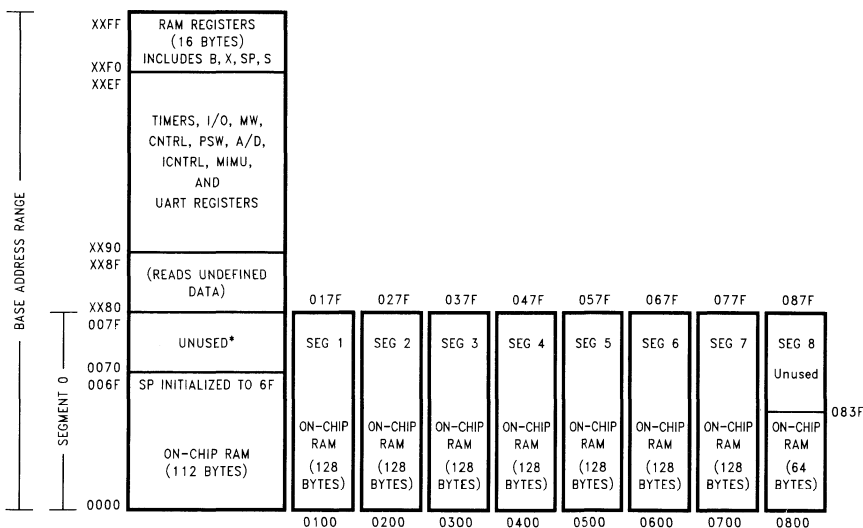 XXFF
RAM REGISTERS
(16 BYTES)
INCLUDES B, X, SP, S
XXF0
XXEF
TIMERS, I/O, MW,
CNTRL, PSW, A/D,
ICNTRL, MIMU,
AND
UART REGISTERS
BASE ADDRESS RANGE
XX90
XX8F
(READS UNDEFINED
DATA)
XX80
017F 027F 037F 047F 057F 067F 077F 087F
007F
UNUSED*
SEG 1 SEG 2 SEG 3 SEG 4 SEG 5 SEG 6 SEG 7 SEG 8
Unused
0070
006F
SP INITIALIZED TO 6F
SEGMENT 0
083F
ON-CHIP RAM
(112 BYTES)
ON-CHIP
RAM
(128
BYTES)
ON-CHIP
RAM
(128
BYTES)
ON-CHIP
RAM
(128
BYTES)
ON-CHIP
RAM
(128
BYTES)
ON-CHIP
RAM
(128
BYTES)
ON-CHIP
RAM
(128
BYTES)
ON-CHIP
RAM
(128
BYTES)
ON-CHIP
RAM
(64
BYTES)
0000
0100 0200 0300 0400 0500 0600 0700 0800